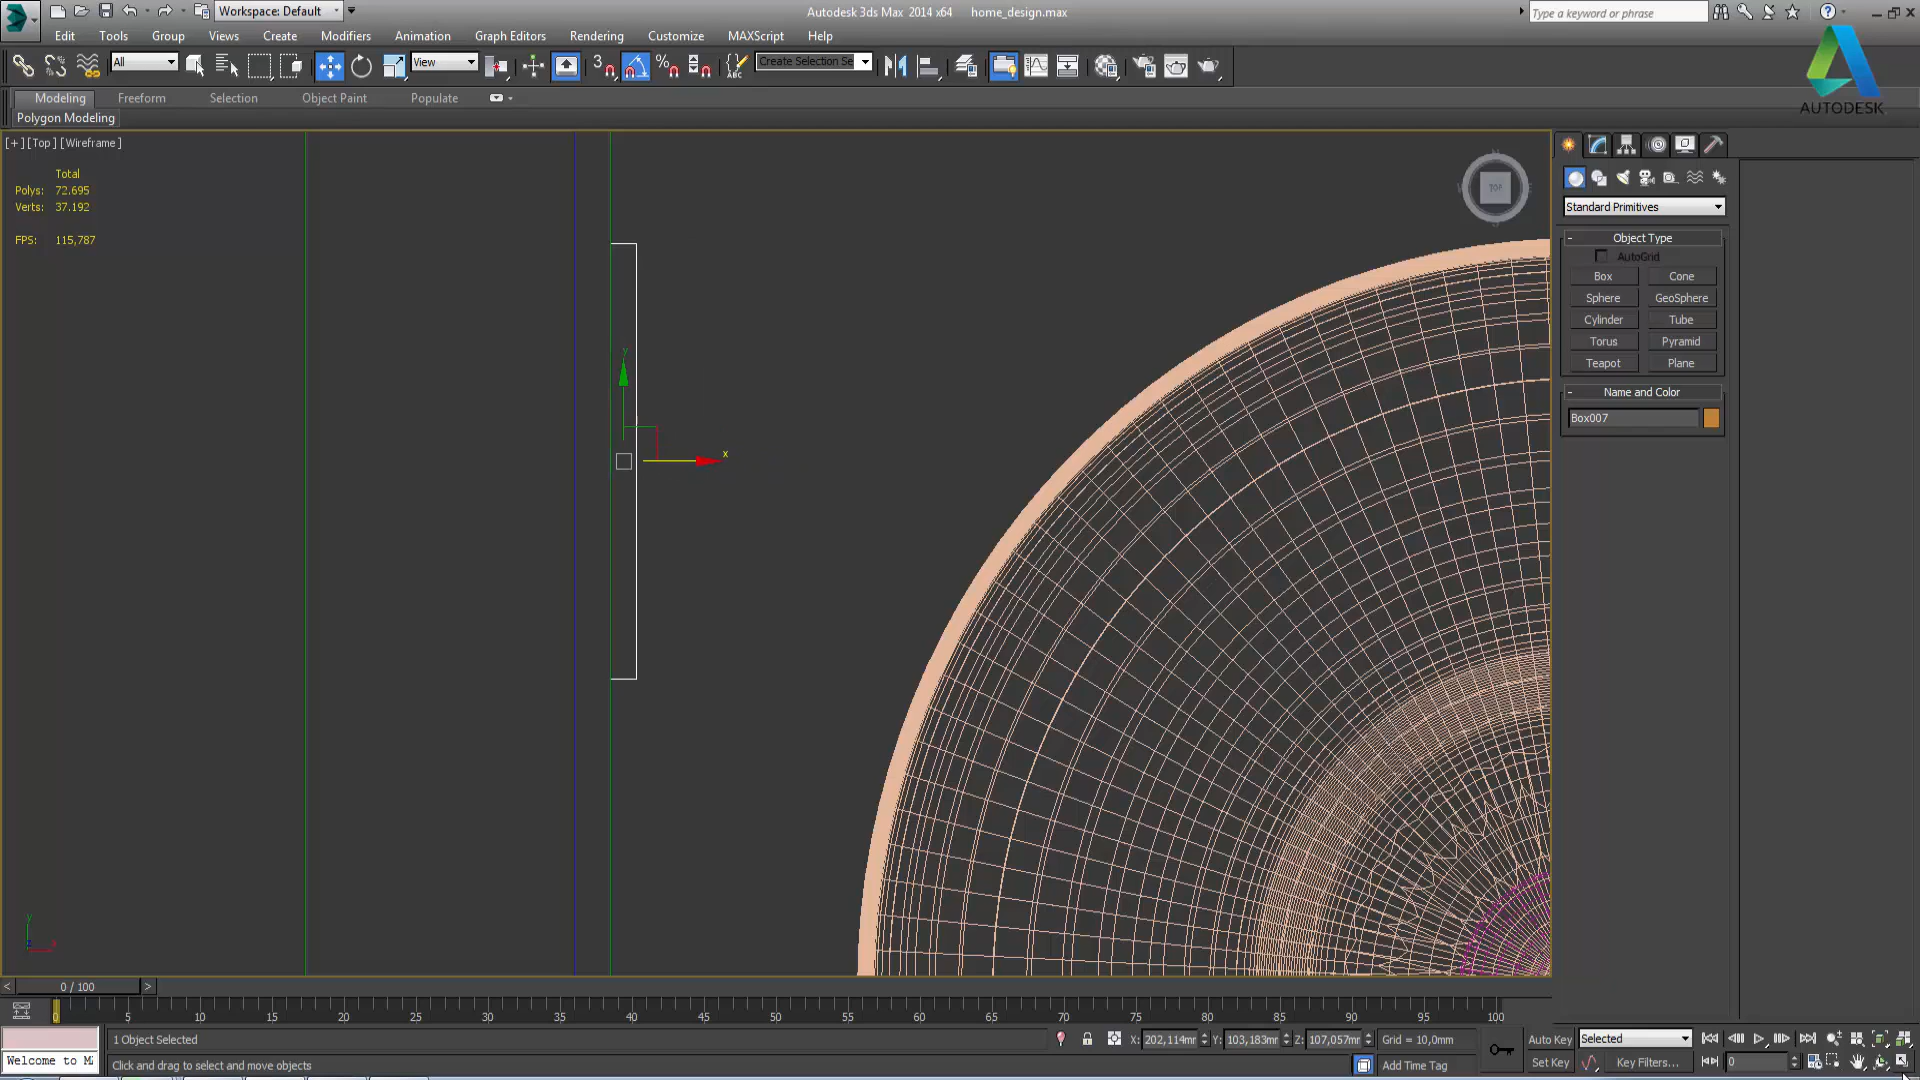 Workspace: Default
Autodesk 3ds Max 2014 x64 home_design.max
Type a keyword or phrase
Edit Tools Group Views Create Modifiers Animation Graph Editors Rendering Customize MAXScript Help
All View Create Selection Se
AUTODESK
Modeling Freeform Selection Object Paint Populate
Polygon Modeling
[+] [Top] [Wireframe]
Total
Polys: 72.695
Verts: 37.192
FPS: 115,787
TOP
Standard Primitives
- Object Type
AutoGrid
Box Cone
Sphere GeoSphere
Cylinder Tube
Torus Pyramid
Teapot Plane
- Name and Color
Box007
y
x
y
< 0 / 100 >
0 5 10 15 20 25 30 35 40 45 50 55 60 65 70 75 80 85 90 95 100
1 Object Selected X: 202,114mm Y: 103,183mm Z: 107,057mm Grid = 10,0mm Auto Key Selected
Welcome to M
Click and drag to select and move objects Add Time Tag Set Key Key Filters... 0